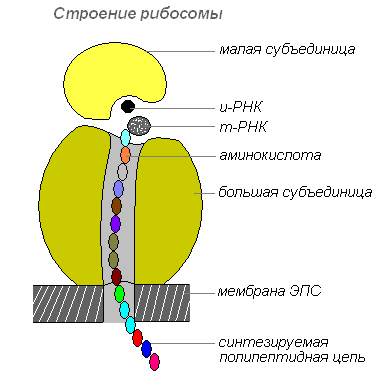 Строение рибосомы
малая субъединица
и-РНК
т-РНК
аминокислота
большая субъединица
мембрана ЭПС
синтезируемая
полипептидная цепь